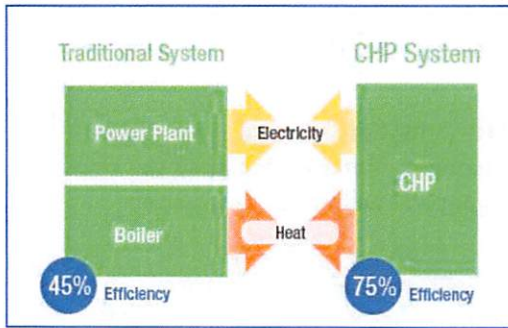 Traditional System
CHP System
Power Plant
Electricity
CHP
Boiler
Heat
45% Efficiency
75% Efficiency